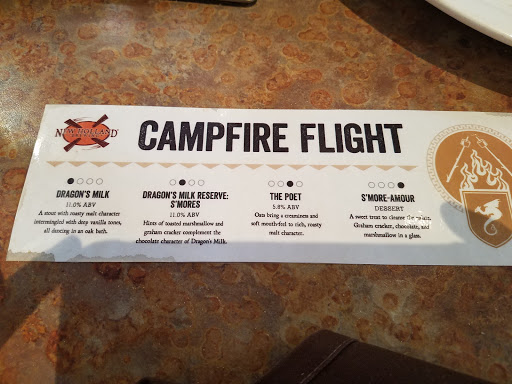 NEW HOLLAND
CAMPFIRE FLIGHT
DRAGON'S MILK
11.0% ABV
A stout with roasty malt character
intermingled with deep vanilla tones,
all dancing in an oak bath.
DRAGON'S MILK RESERVE:
S'MORES
11.0% ABV
Hints of toasted marshmallow and
graham cracker complement the
chocolate character of Dragon's Milk.
THE POET
5.8% ABV
Oats bring a creaminess and
soft mouth-feel to rich, roasty
malt character.
S'MORE-AMOUR
DESSERT
A sweet treat to cleanse the palate.
Graham cracker, chocolate, and
marshmallow in a glass.